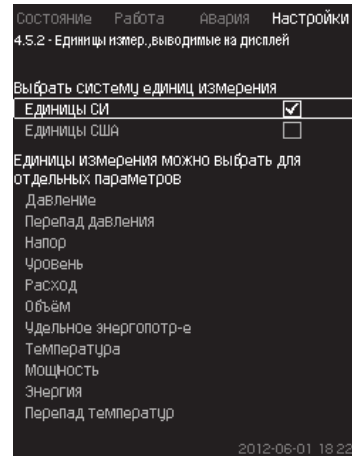 Состояние Работа Авария Настройки
4.5.2 - Единицы измер.,выводимые на дисплей
Выбрать систему единиц измерения
Единицы СИ
Единицы США
Единицы измерения можно выбрать для
отдельных параметров
Давление
Перепад давления
Напор
Уровень
Расход
Объём
Удельное энергопотр-е
Температура
Мощность
Энергия
Перепад температур
2012-06-01 18:22